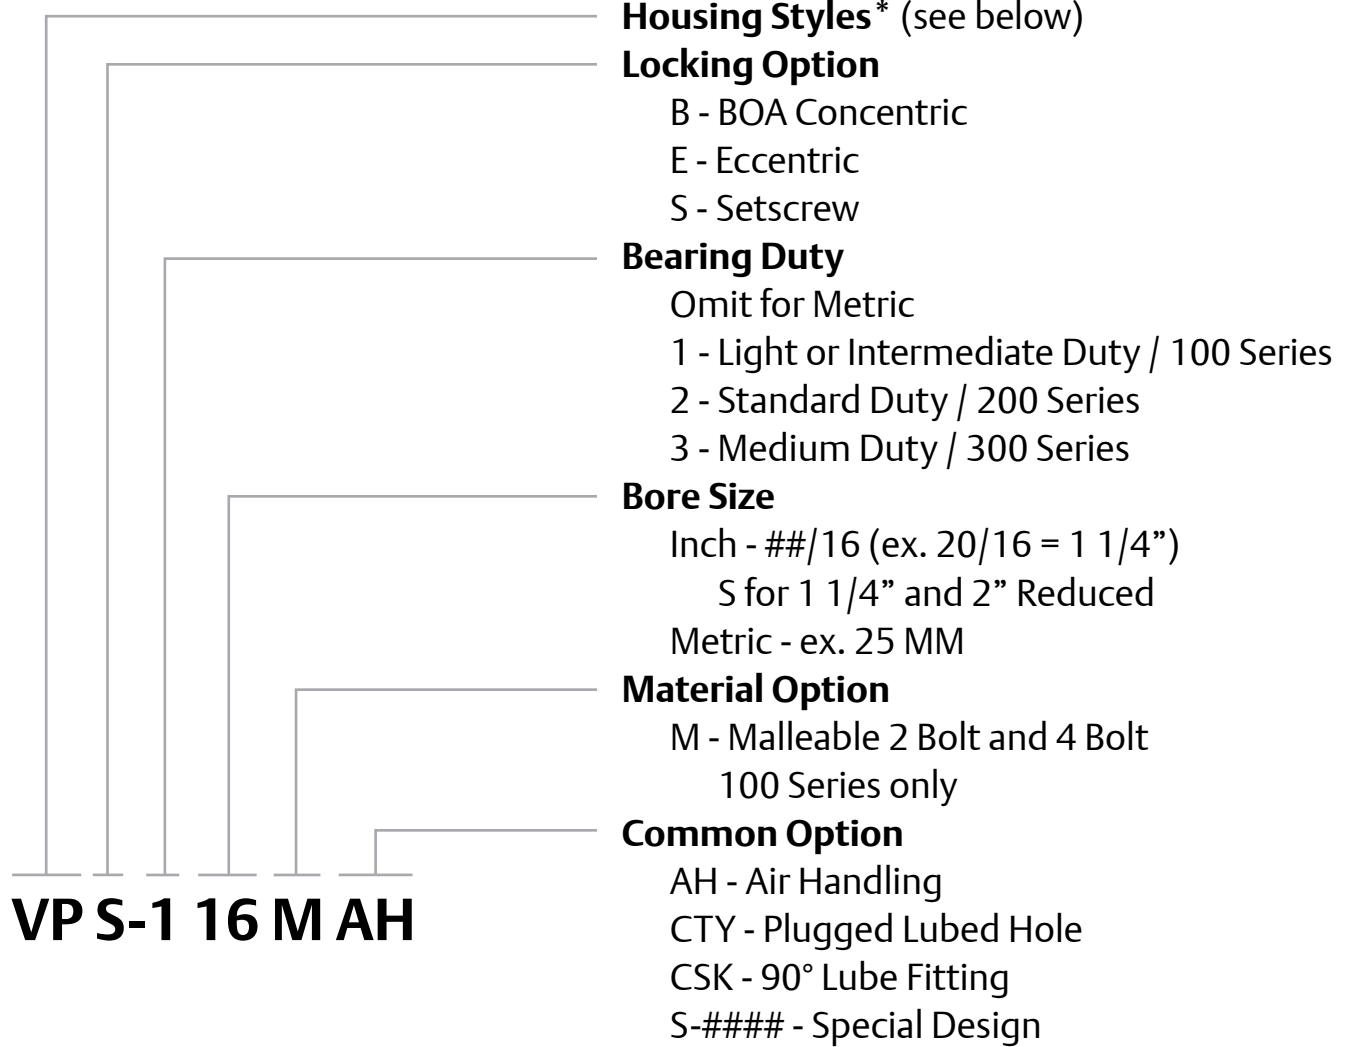 Housing Styles* (see below)
Locking Option
B - BOA Concentric
E - Eccentric
S - Setscrew
Bearing Duty
Omit for Metric
1 - Light or Intermediate Duty / 100 Series
2 - Standard Duty / 200 Series
3 - Medium Duty / 300 Series
Bore Size
Inch - ##/16 (ex. 20/16 = 1 1/4”)
S for 1 1/4” and 2” Reduced
Metric - ex. 25 MM
Material Option
M - Malleable 2 Bolt and 4 Bolt
100 Series only
Common Option
AH - Air Handling
CTY - Plugged Lubed Hole
CSK - 90° Lube Fitting
S-#### - Special Design
VP S-1 16 M AH